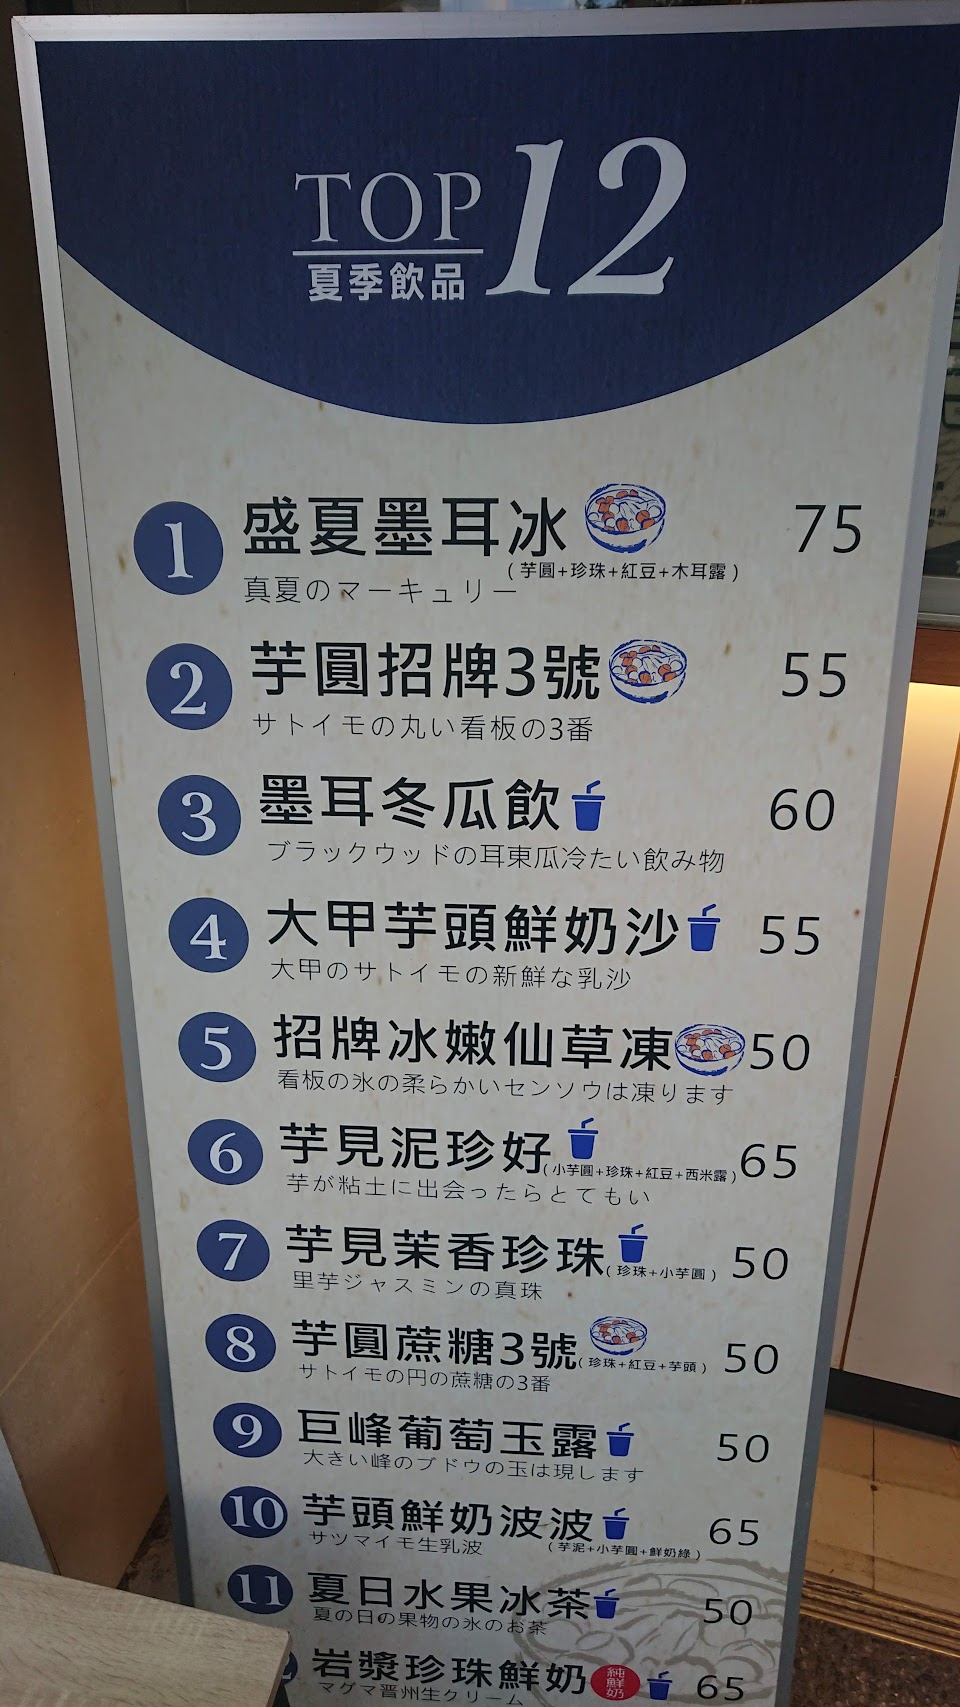 TOP 12
夏季飲品
1 盛夏墨耳冰 75
(芋圓+珍珠+紅豆+木耳露)
真夏のマーキュリー
2 芋圓招牌3號 55
サトイモの丸い看板の3番
3 墨耳冬瓜飲 60
ブラックウッドの耳東瓜冷たい飲み物
4 大甲芋頭鮮奶沙 55
大甲のサトイモの新鮮な乳沙
5 招牌冰嫩仙草凍 50
看板の氷の柔らかいセンソウは凍ります
6 芋見泥珍好 65
(小芋圓+珍珠+紅豆+西米露)
芋が粘土に出会ったらとてもい
7 芋見茉香珍珠 50
(珍珠+小芋圓)
里芋ジャスミンの真珠
8 芋圓蔗糖3號 50
(珍珠+紅豆+芋頭)
サトイモの円の蔗糖の3番
9 巨峰葡萄玉露 50
大きい峰のブドウの玉は現します
10 芋頭鮮奶波波 65
(芋泥+小芋圓+鮮奶綠)
サツマイモ生乳波
11 夏日水果冰茶 50
夏の日の果物の氷のお茶
2 岩漿珍珠鮮奶 純鮮奶 65
マグマ晋州生クリーム